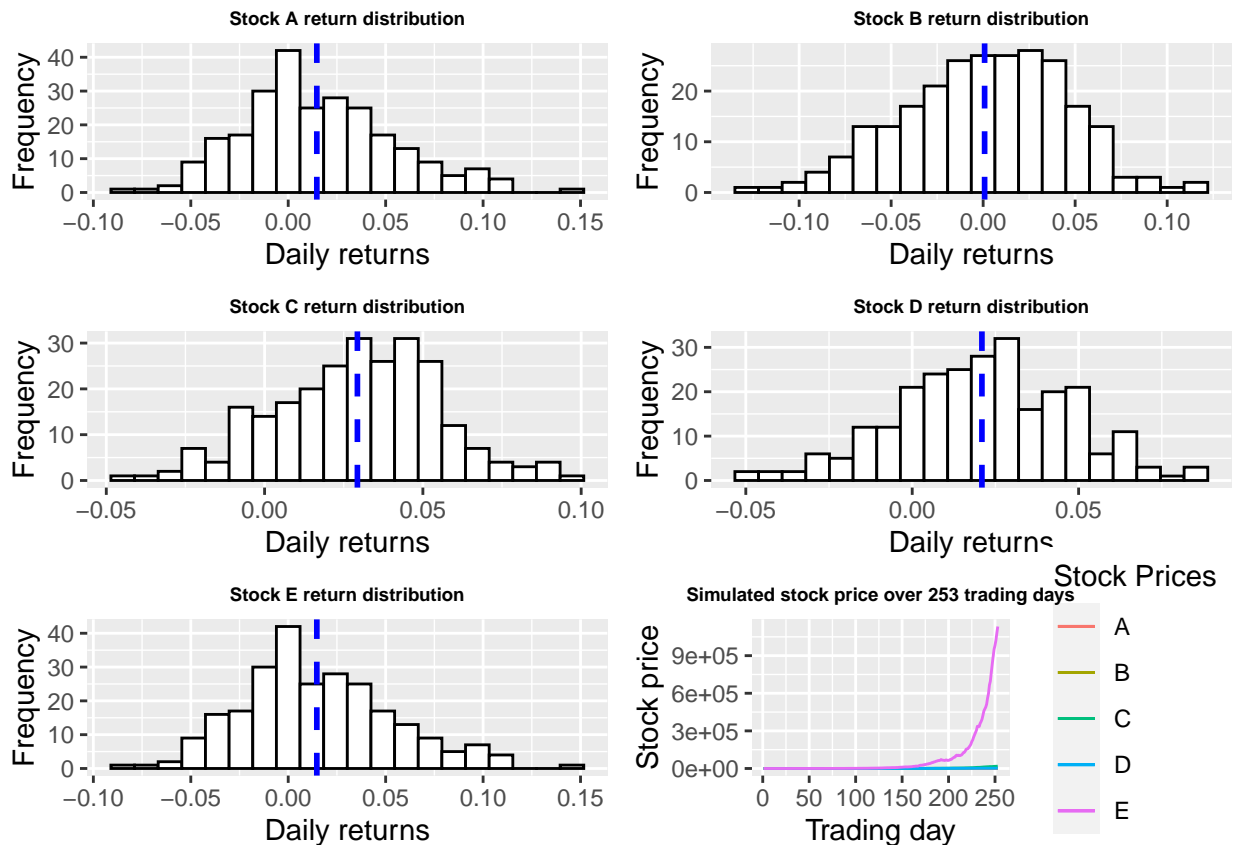 Stock A return distribution
Frequency
40
30
20
10
0
−0.10 −0.05 0.00 0.05 0.10 0.15
Daily returns
Stock B return distribution
Frequency
20
10
0
−0.10 −0.05 0.00 0.05 0.10
Daily returns
Stock C return distribution
Frequency
30
20
10
0
−0.05 0.00 0.05 0.10
Daily returns
Stock D return distribution
Frequency
30
20
10
0
−0.05 0.00 0.05
Daily returns
Stock E return distribution
Frequency
40
30
20
10
0
−0.10 −0.05 0.00 0.05 0.10 0.15
Daily returns
Simulated stock price over 253 trading days
Stock price
9e+05
6e+05
3e+05
0e+00
0 50 100 150 200 250
Trading day
Stock Prices
A
B
C
D
E